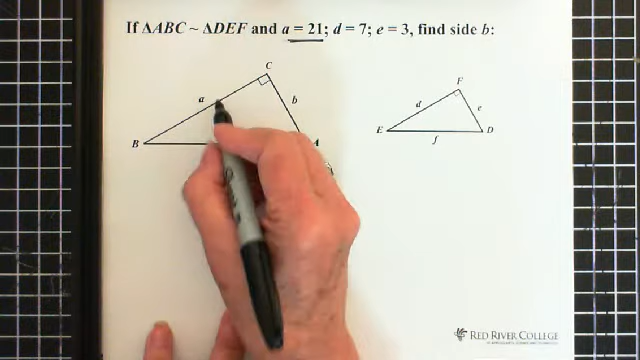 If ΔABC ~ ΔDEF and a = 21; d = 7; e = 3, find side b:
C
a
b
B
A
F
d
e
E
D
f
RED RIVER COLLEGE